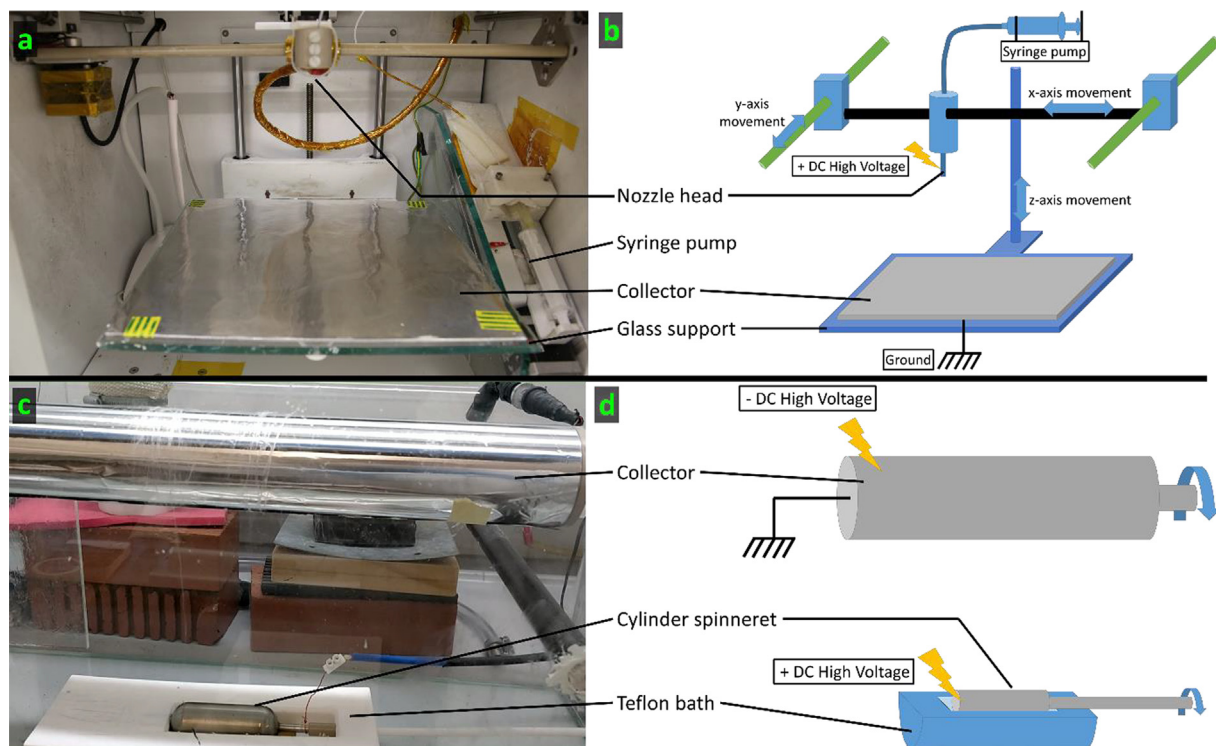 a
b
Syringe pump
x-axis movement
y-axis
movement
+ DC High Voltage
z-axis movement
Nozzle head
Syringe pump
Collector
Glass support
Ground
c
d
- DC High Voltage
Collector
Cylinder spinneret
+ DC High Voltage
Teflon bath